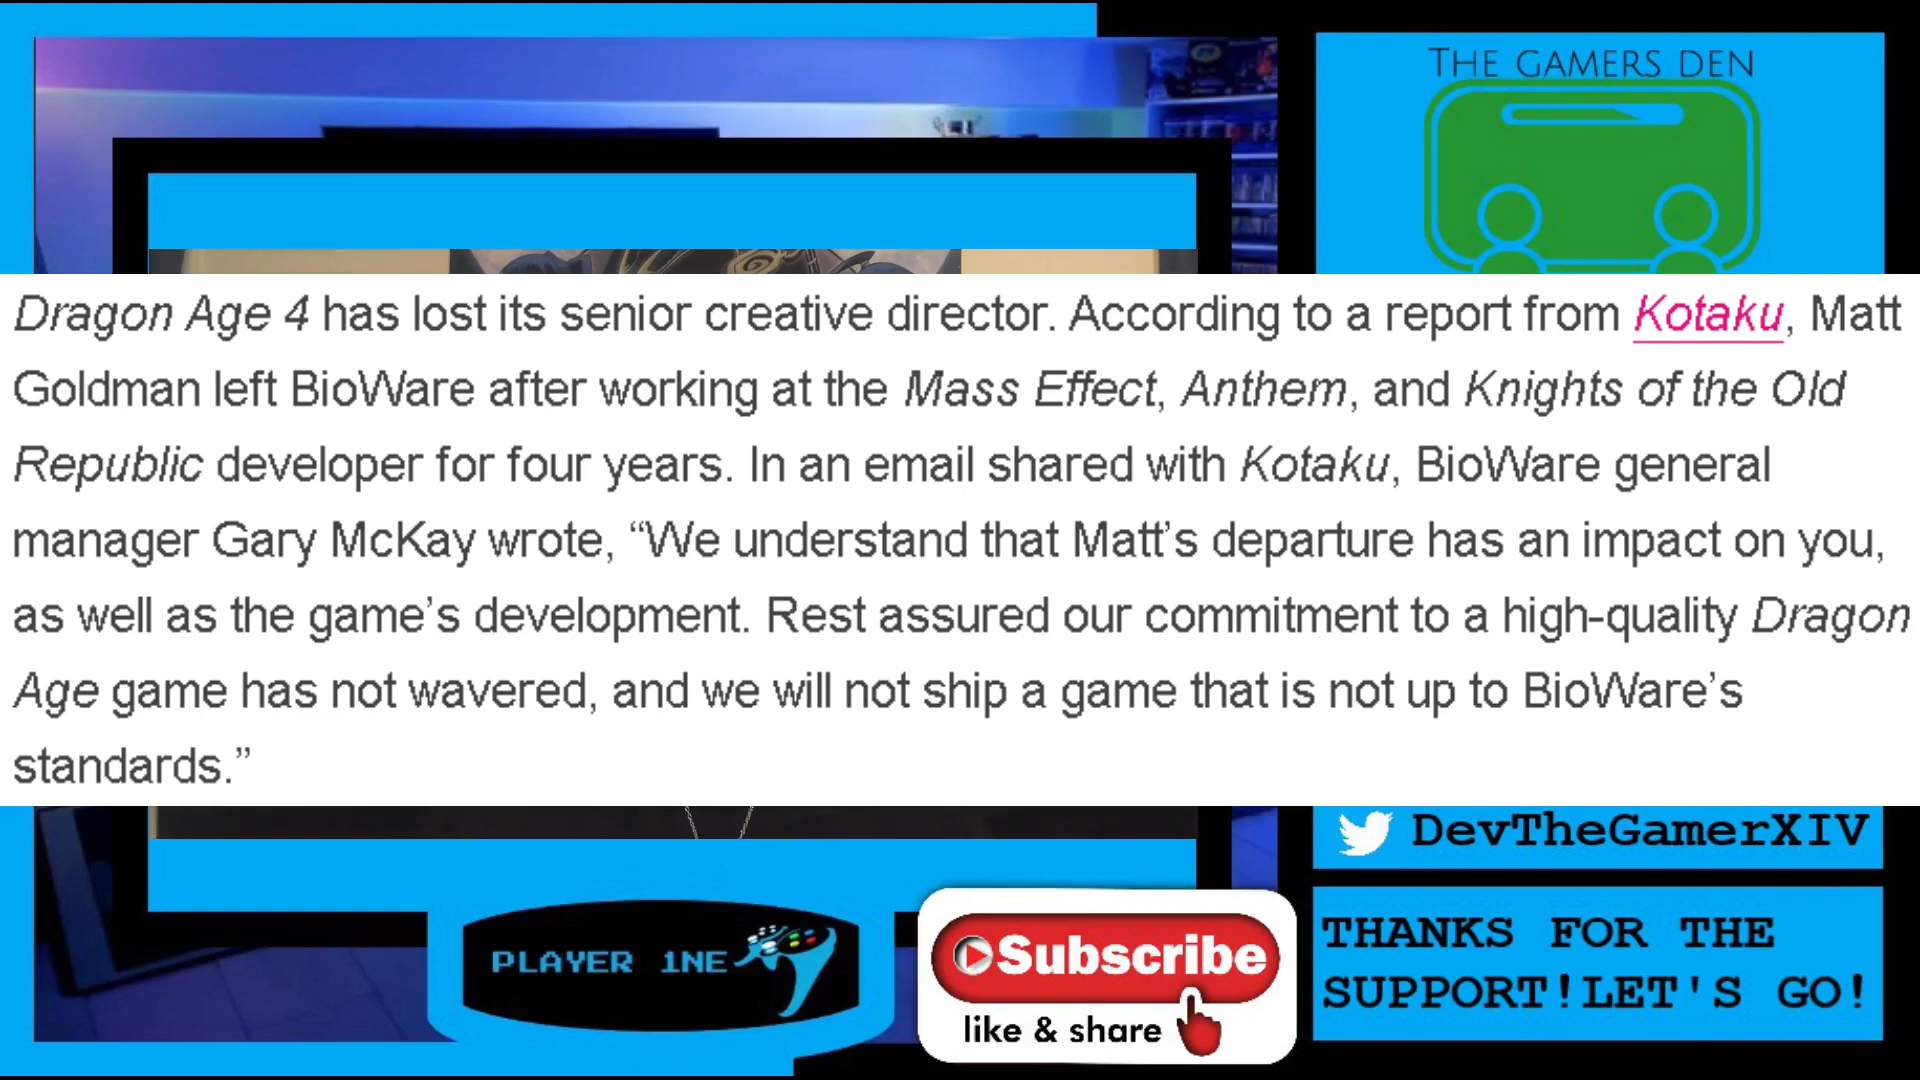 THE GAMERS DEN
Dragon Age 4 has lost its senior creative director. According to a report from Kotaku, Matt
Goldman left BioWare after working at the Mass Effect, Anthem, and Knights of the Old
Republic developer for four years. In an email shared with Kotaku, BioWare general
manager Gary McKay wrote, “We understand that Matt’s departure has an impact on you,
as well as the game’s development. Rest assured our commitment to a high-quality Dragon
Age game has not wavered, and we will not ship a game that is not up to BioWare’s
standards.”
DevTheGamerXIV
PLAYER 1NE
Subscribe
like & share
THANKS FOR THE
SUPPORT!LET'S GO!